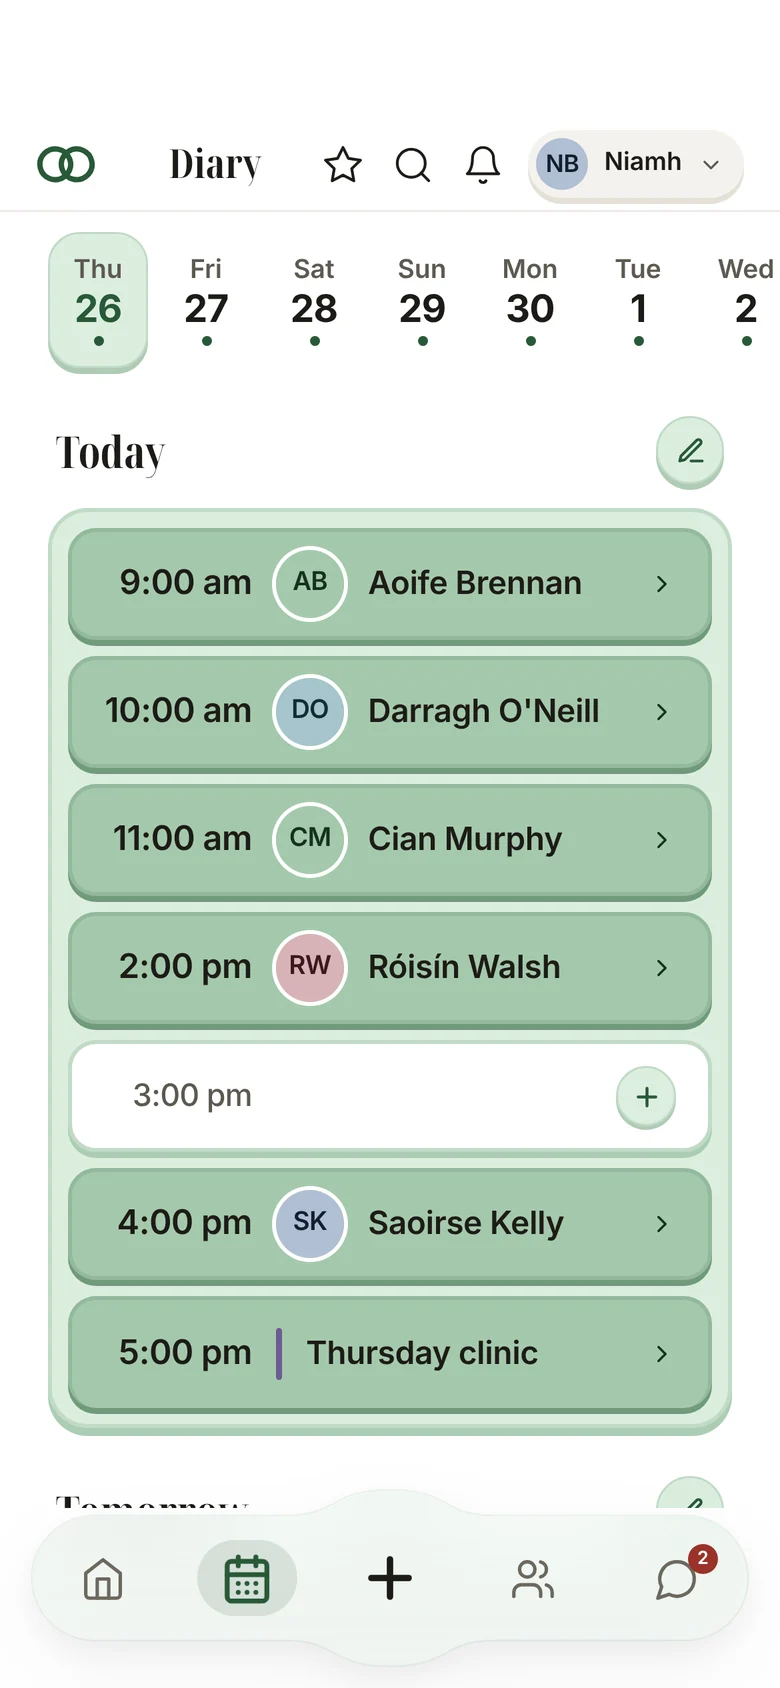 Diary
NB Niamh
Thu Fri Sat Sun Mon Tue Wed
26 27 28 29 30 1 2
Today
9:00 am AB Aoife Brennan
10:00 am DO Darragh O'Neill
11:00 am CM Cian Murphy
2:00 pm RW Róisín Walsh
3:00 pm
4:00 pm SK Saoirse Kelly
5:00 pm Thursday clinic
Tomorrow
2